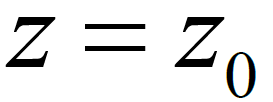 z = z₀